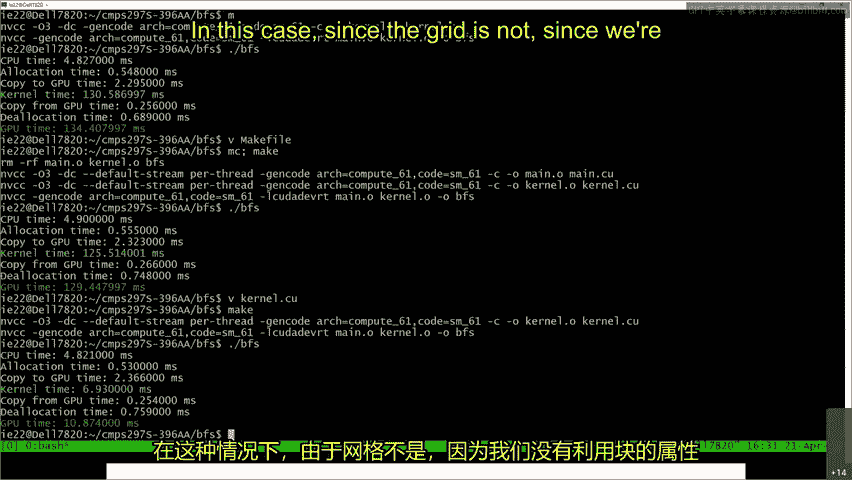 ie22@Dell7820:~/cmps297S-396AA/bfs$ m
In this case, since the grid is not, since we're
ie22@Dell7820:~/cmps297S-396AA/bfs$ ./bfs
CPU time: 4.827000 ms
Allocation time: 0.548000 ms
Copy to GPU time: 2.295000 ms
Kernel time: 130.586997 ms
Copy from GPU time: 0.256000 ms
Deallocation time: 0.689000 ms
GPU time: 134.407997 ms
ie22@Dell7820:~/cmps297S-396AA/bfs$ v Makefile
ie22@Dell7820:~/cmps297S-396AA/bfs$ mc; make
rm -rf main.o kernel.o bfs
nvcc -O3 -dc --default-stream per-thread -gencode arch=compute_61,code=sm_61 -c -o main.o main.cu
nvcc -O3 -dc --default-stream per-thread -gencode arch=compute_61,code=sm_61 -c -o kernel.o kernel.cu
nvcc -gencode arch=compute_61,code=sm_61 -lcudadevrt main.o kernel.o -o bfs
ie22@Dell7820:~/cmps297S-396AA/bfs$ ./bfs
CPU time: 4.900000 ms
Allocation time: 0.555000 ms
Copy to GPU time: 2.323000 ms
Kernel time: 125.514001 ms
Copy from GPU time: 0.266000 ms
Deallocation time: 0.748000 ms
GPU time: 129.447997 ms
ie22@Dell7820:~/cmps297S-396AA/bfs$ v kernel.cu
ie22@Dell7820:~/cmps297S-396AA/bfs$ make
nvcc -O3 -dc --default-stream per-thread -gencode arch=compute_61,code=sm_61 -c -o kernel.o kernel.cu
nvcc -gencode arch=compute_61,code=sm_61 -lcudadevrt main.o kernel.o -o bfs
ie22@Dell7820:~/cmps297S-396AA/bfs$ ./bfs
CPU time: 4.821000 ms
Allocation time: 0.530000 ms
Copy to GPU time: 2.366000 ms
Kernel time: 6.930000 ms
Copy from GPU time: 0.254000 ms
Deallocation time: 0.759000 ms
GPU time: 10.874000 ms
ie22@Dell7820:~/cmps297S-396AA/bfs$
[0] 0:bash* 16:31 21-Apr-
在这种情况下，由于网格不是，因为我们没有利用块的属性
+14